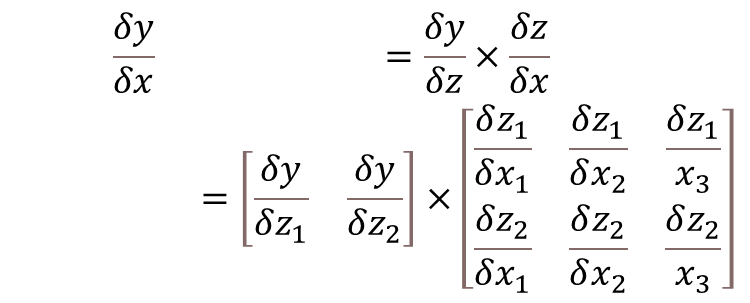 δy/δx = δy/δz × δz/δx
= [δy/δz₁ δy/δz₂] × [δz₁/δx₁ δz₁/δx₂ δz₁/x₃
δz₂/δx₁ δz₂/δx₂ δz₂/x₃]